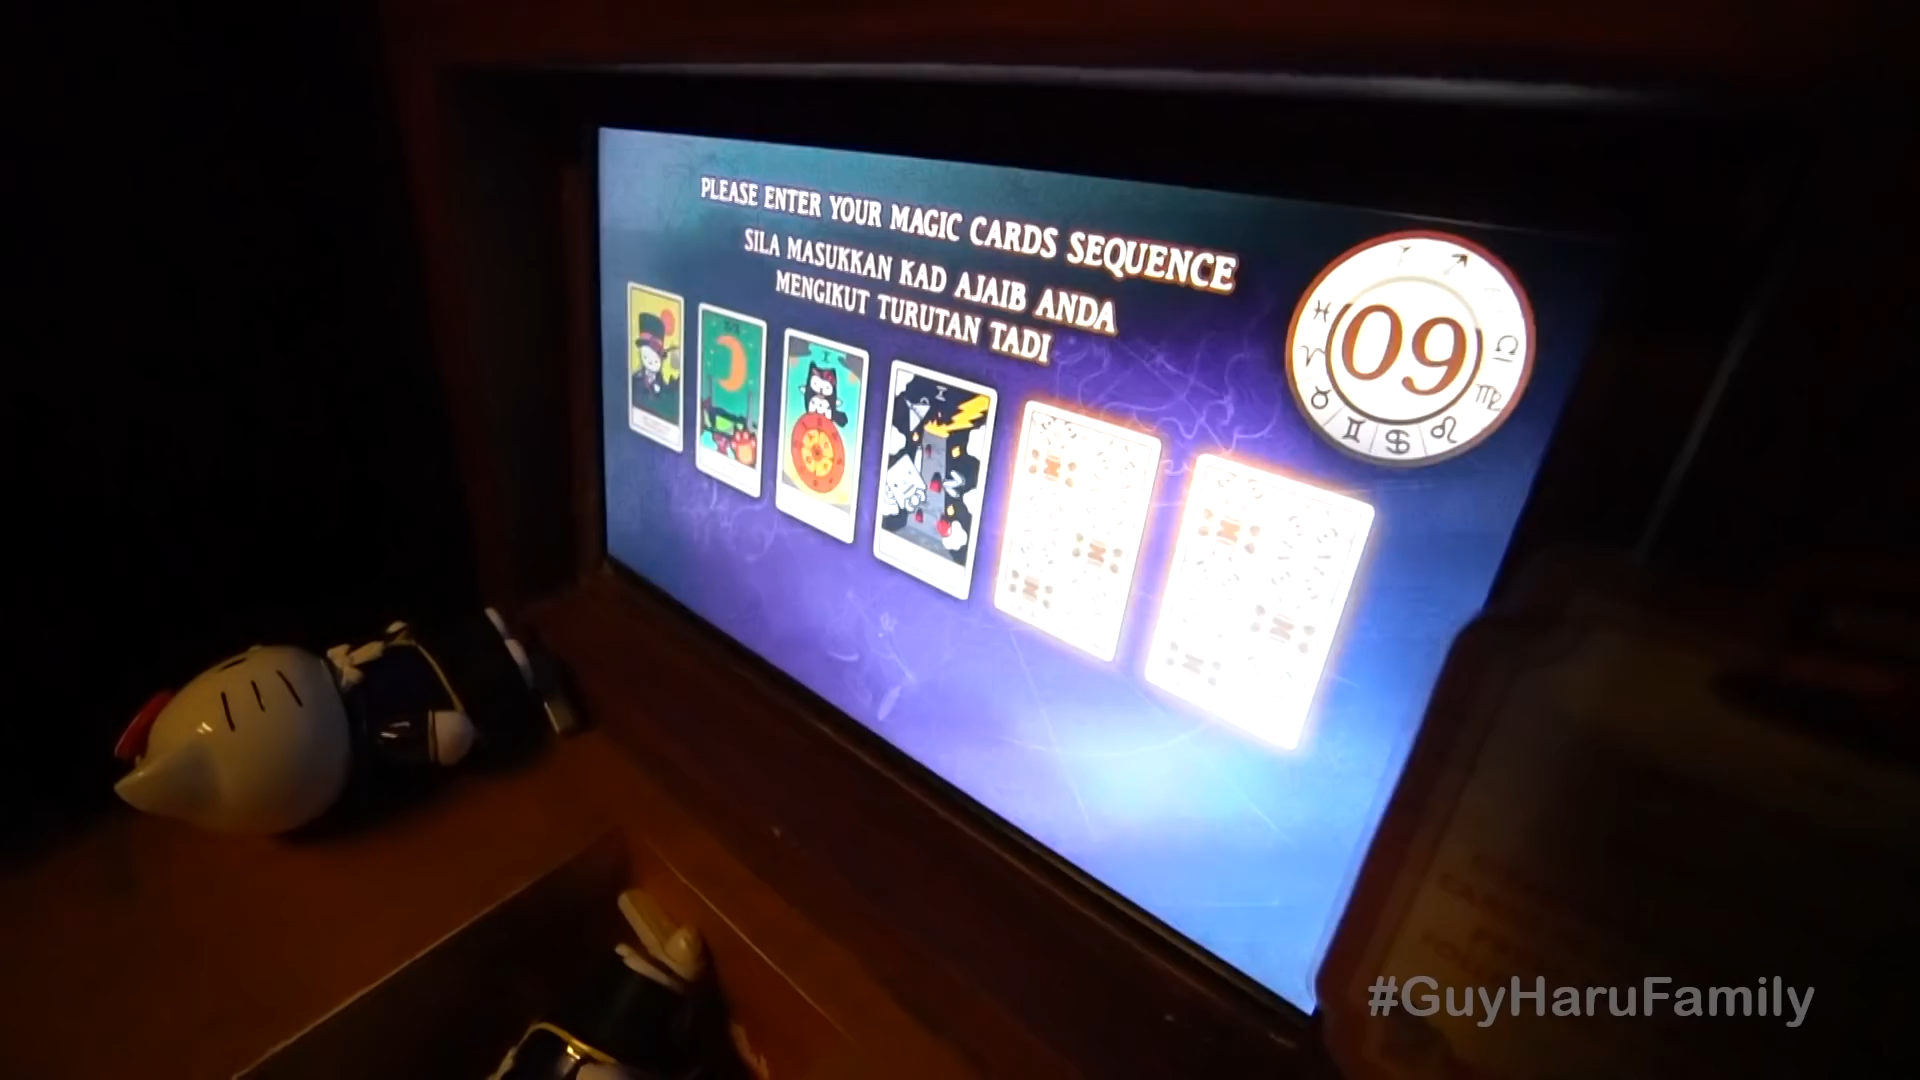 PLEASE ENTER YOUR MAGIC CARDS SEQUENCE
SILA MASUKKAN KAD AJAIB ANDA
MENGIKUT TURUTAN TADI
09
#GuyHaruFamily